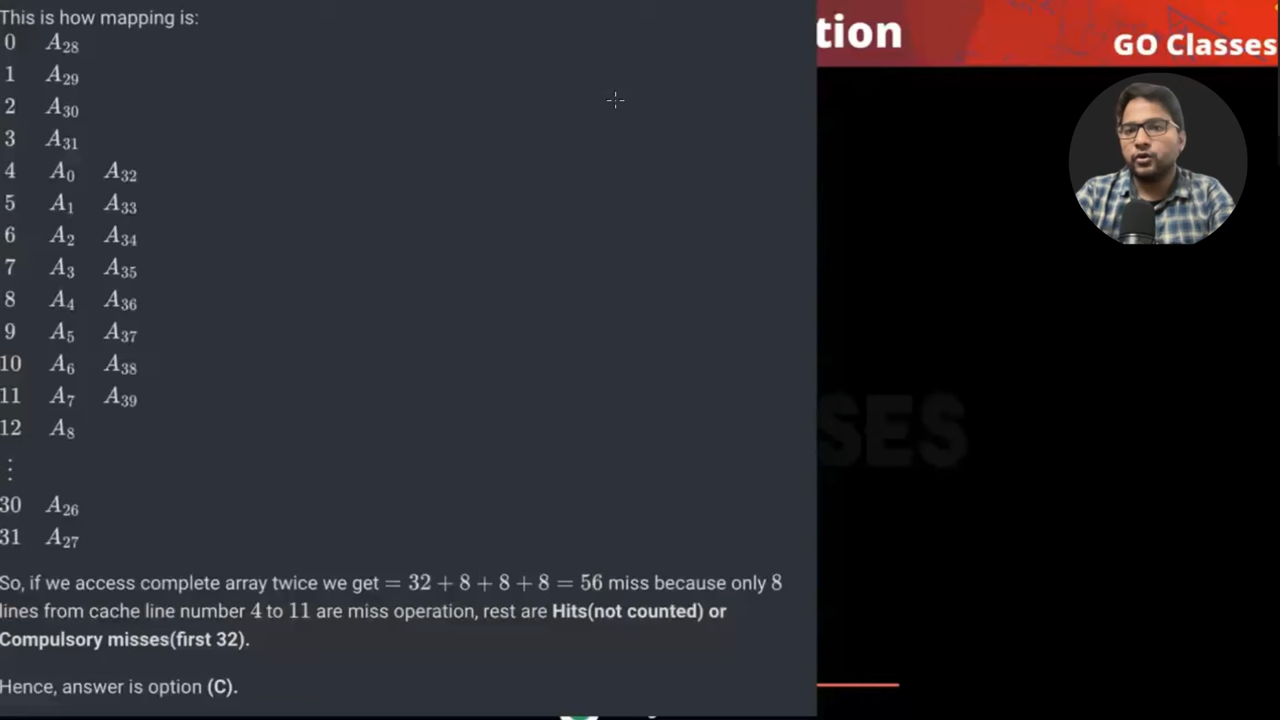 This is how mapping is:
0 A₂₈
1 A₂₉
2 A₃₀
3 A₃₁
4 A₀ A₃₂
5 A₁ A₃₃
6 A₂ A₃₄
7 A₃ A₃₅
8 A₄ A₃₆
9 A₅ A₃₇
10 A₆ A₃₈
11 A₇ A₃₉
12 A₈
⋮
30 A₂₆
31 A₂₇
So, if we access complete array twice we get = 32 + 8 + 8 + 8 = 56 miss because only 8
lines from cache line number 4 to 11 are miss operation, rest are Hits(not counted) or
Compulsory misses(first 32).
Hence, answer is option (C).
tion
GO Classes
SES